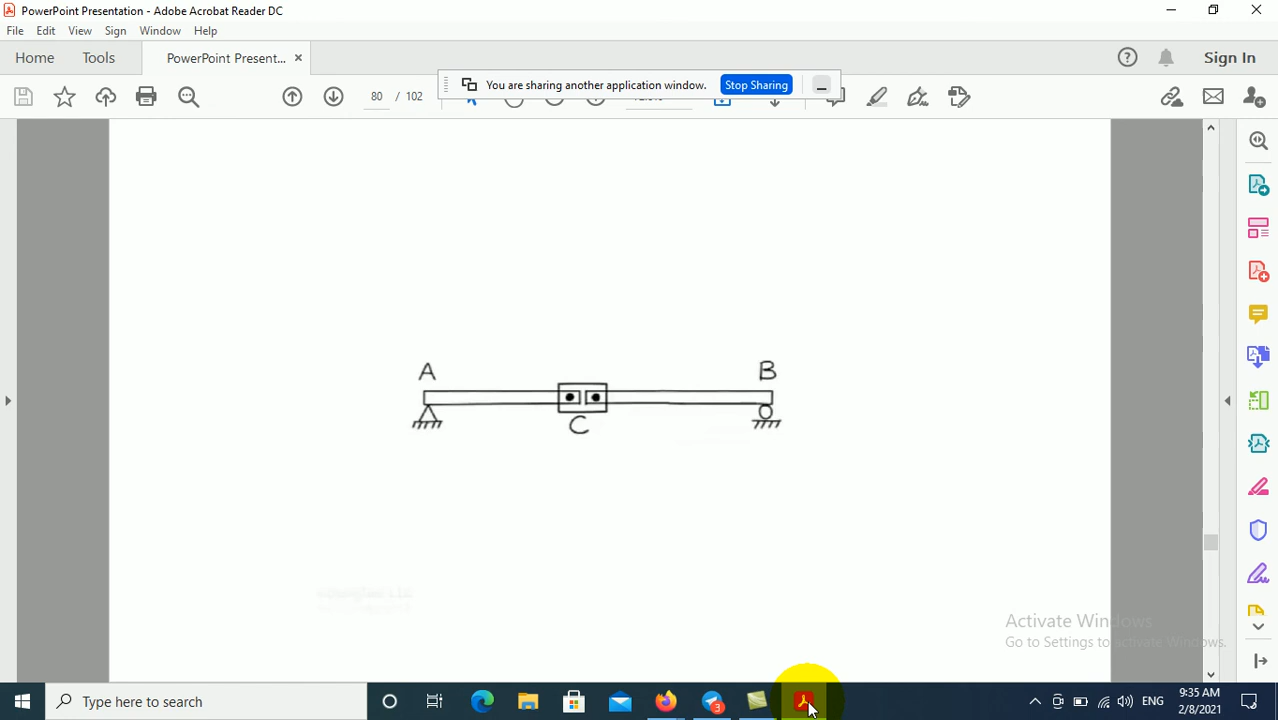 PowerPoint Presentation - Adobe Acrobat Reader DC
File Edit View Sign Window Help
Home Tools PowerPoint Present... × Sign In
You are sharing another application window. Stop Sharing
80 / 102
A B
C
Activate Windows
Go to Settings to activate Windows.
Type here to search
3
ENG
9:35 AM
2/8/2021